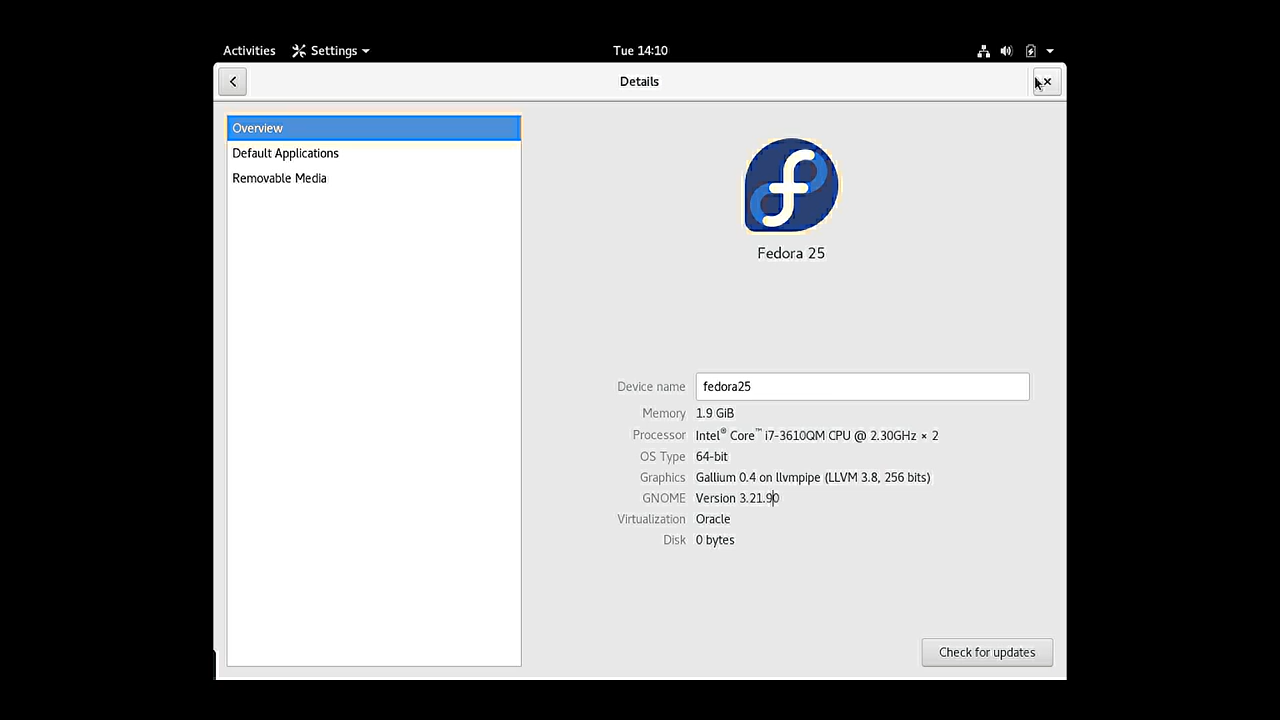 Activities Settings Tue 14:10
Details
Overview
Default Applications
Removable Media
Fedora 25
Device name fedora25
Memory 1.9 GiB
Processor Intel® Core™ i7-3610QM CPU @ 2.30GHz × 2
OS Type 64-bit
Graphics Gallium 0.4 on llvmpipe (LLVM 3.8, 256 bits)
GNOME Version 3.21.90
Virtualization Oracle
Disk 0 bytes
Check for updates